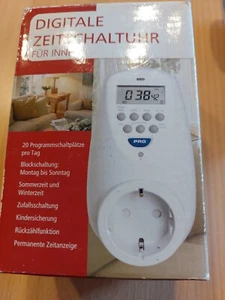 DIGITALE
ZEITSCHALTUHR
FÜR INNEN
20 Programmschaltplätze
pro Tag
Blockschaltung:
Montag bis Sonntag
Sommerzeit und
Winterzeit
Zufallsschaltung
Kindersicherung
Rückzählfunktion
Permanente Zeitanzeige
PRO